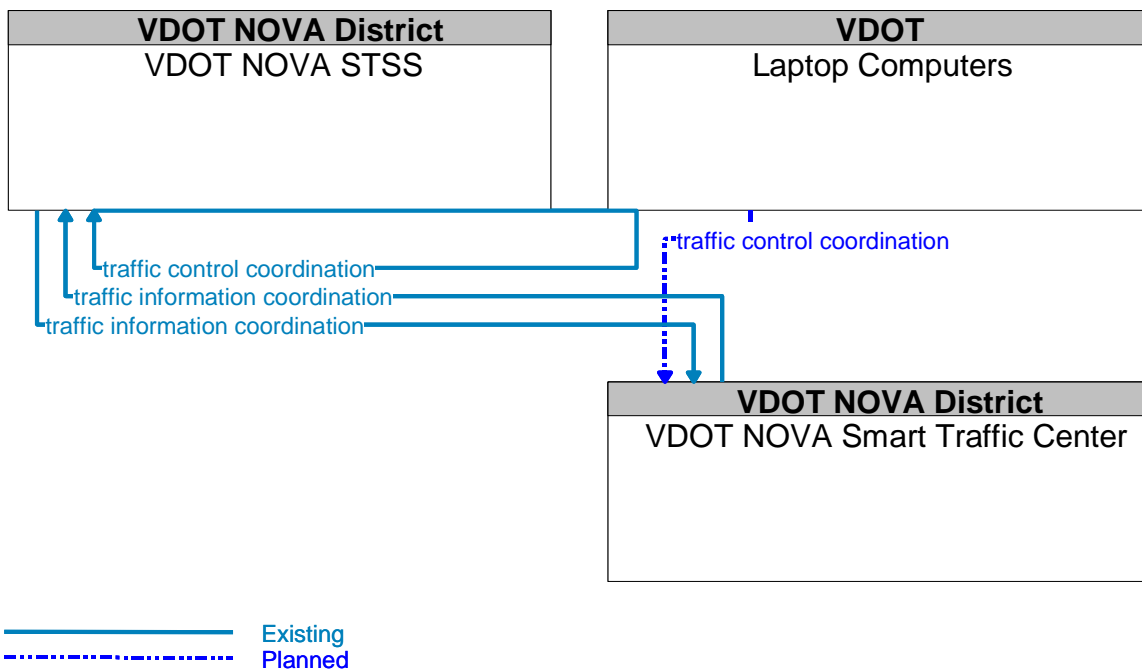 VDOT NOVA District
VDOT NOVA STSS
VDOT
Laptop Computers
traffic control coordination
traffic control coordination
traffic information coordination
traffic information coordination
VDOT NOVA District
VDOT NOVA Smart Traffic Center
Existing
Planned